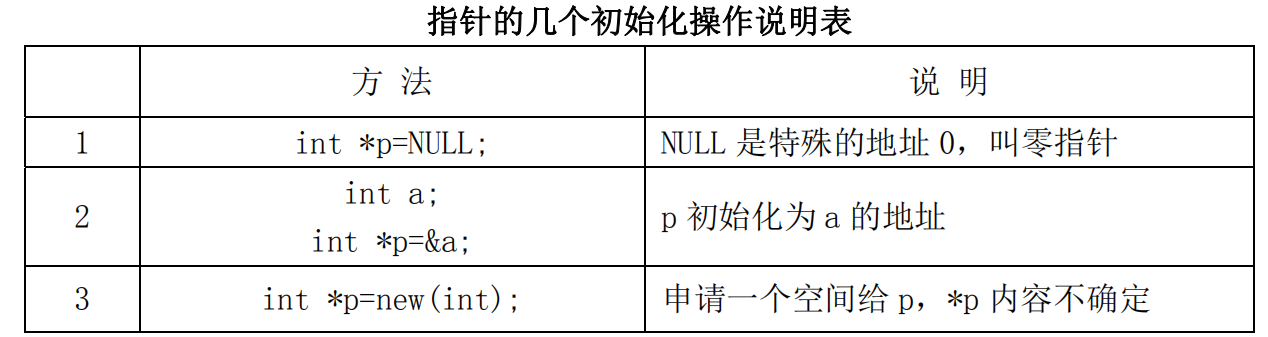 指针的几个初始化操作说明表
方 法
说 明
1
int *p=NULL;
NULL 是特殊的地址 0，叫零指针
2
int a;
int *p=&a;
p 初始化为 a 的地址
3
int *p=new(int);
申请一个空间给 p，*p 内容不确定